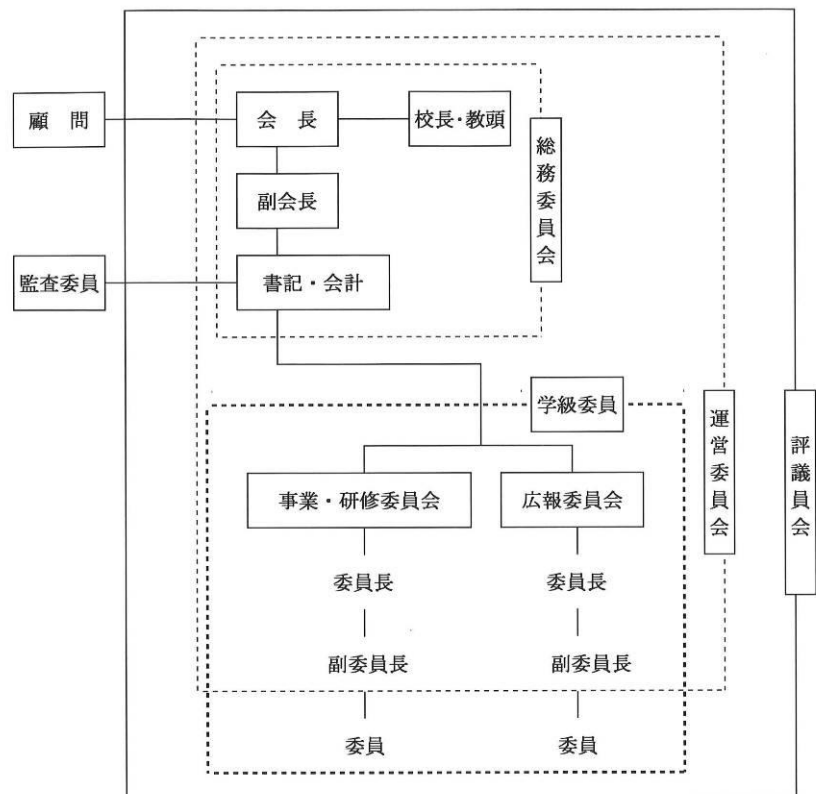 顧問
会長
校長・教頭
総務委員会
副会長
監査委員
書記・会計
学級委員
運営委員会
評議員会
事業・研修委員会
広報委員会
委員長
委員長
副委員長
副委員長
委員
委員